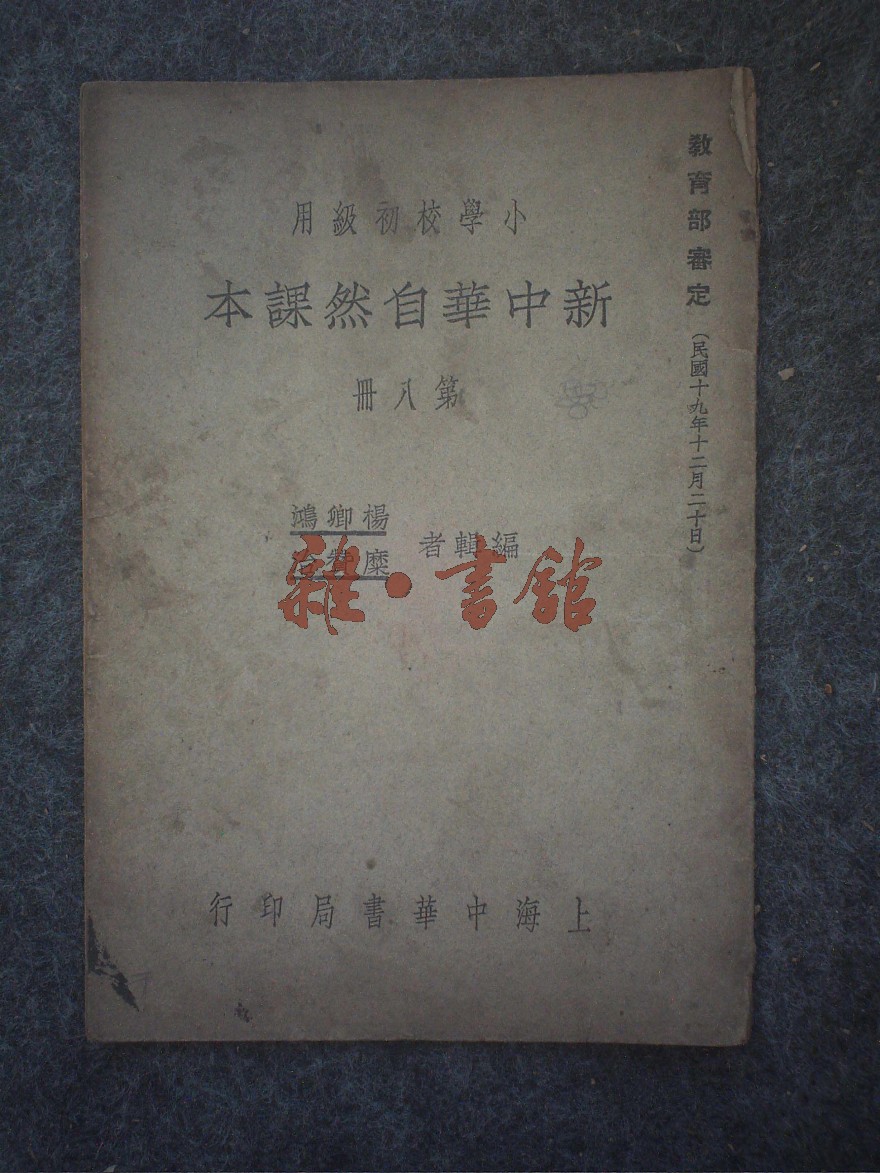 教育部審定(民國十九年十二月二十日)
小學校初級用
新中華自然課本
第八冊
編輯者
楊卿鴻
糜
上海中華書局印行
雜·書館